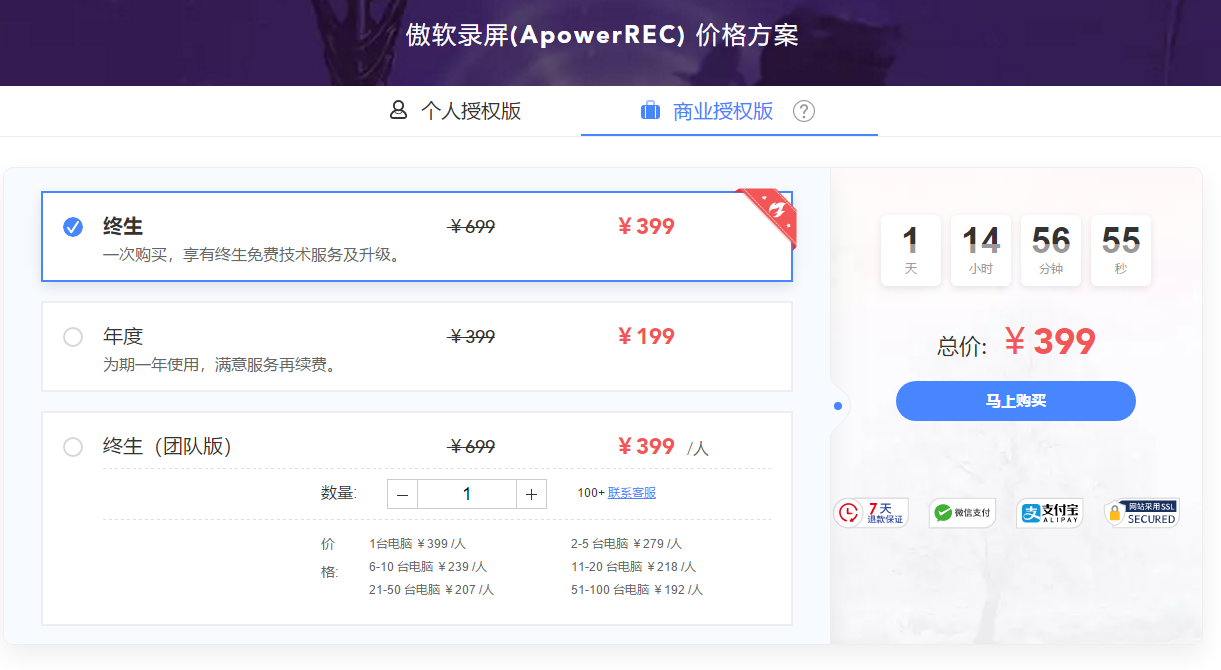 傲软录屏(ApowerREC) 价格方案
个人授权版
商业授权版 ?
终生 ￥699 ￥399
一次购买，享有终生免费技术服务及升级。
年度 ￥399 ￥199
为期一年使用，满意服务再续费。
终生（团队版） ￥699 ￥399 /人
数量: — 1 + 100+ 联系客服
价格:
1台电脑 ￥399 /人 2-5 台电脑 ￥279 /人
6-10 台电脑 ￥239 /人 11-20 台电脑 ￥218 /人
21-50 台电脑 ￥207 /人 51-100 台电脑 ￥192 /人
1 14 56 55
天 小时 分钟 秒
总价: ￥399
马上购买
7天
退款保证
微信支付
支付宝
ALIPAY
网站采用SSL
SECURED